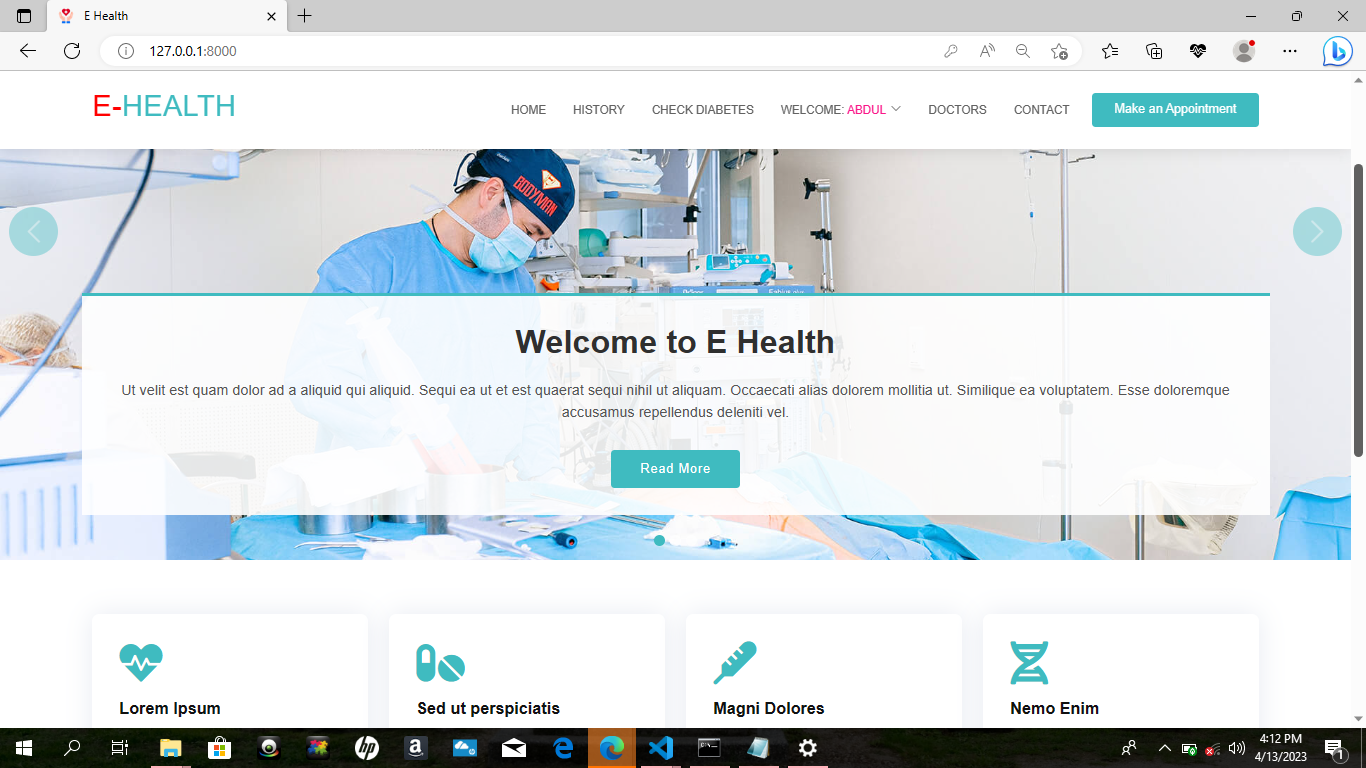 E Health
127.0.0.1:8000
E-HEALTH
HOME HISTORY CHECK DIABETES WELCOME: ABDUL DOCTORS CONTACT Make an Appointment
BODYMAN
Welcome to E Health
Ut velit est quam dolor ad a aliquid qui aliquid. Sequi ea ut et est quaerat sequi nihil ut aliquam. Occaecati alias dolorem mollitia ut. Similique ea voluptatem. Esse doloremque
accusamus repellendus deleniti vel.
Read More
Lorem Ipsum Sed ut perspiciatis Magni Dolores Nemo Enim
4:12 PM
4/13/2023
1